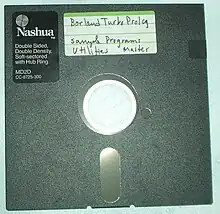 Nashua
Double Sided,
Double Density,
Soft-sectored
with Hub Ring.
MD2D
CC-8725-300
Borland Turbo Prolog
Sample Programs
Utilities Master